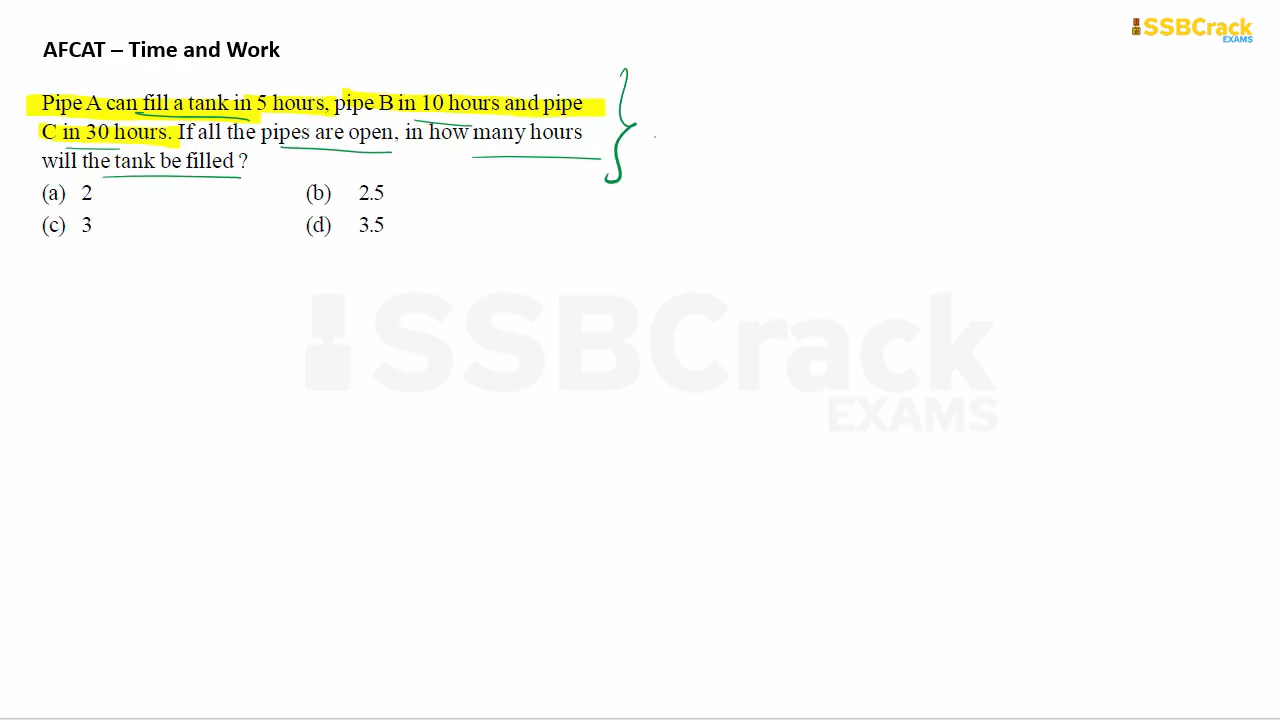 SSBCrack
EXAMS
AFCAT – Time and Work
Pipe A can fill a tank in 5 hours, pipe B in 10 hours and pipe
C in 30 hours. If all the pipes are open, in how many hours
will the tank be filled ?
(a) 2 (b) 2.5
(c) 3 (d) 3.5
SSBCrack
EXAMS